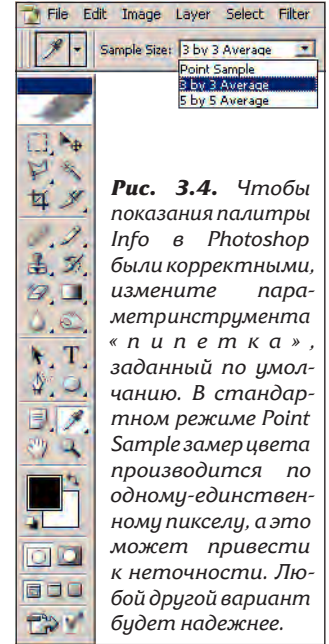 File Edit Image Layer Select Filter
Sample Size: 3 by 3 Average
Point Sample
3 by 3 Average
5 by 5 Average
T
Рис. 3.4. Чтобы
показания палитры
Info в Photoshop
были корректными,
измените пара-
метр инструмента
«пипетка»,
заданный по умол-
чанию. В стандар-
тном режиме Point
Sample замер цвета
производится по
одному-единствен-
ному пикселу, а это
может привести
к неточности. Лю-
бой другой вариант
будет надежнее.